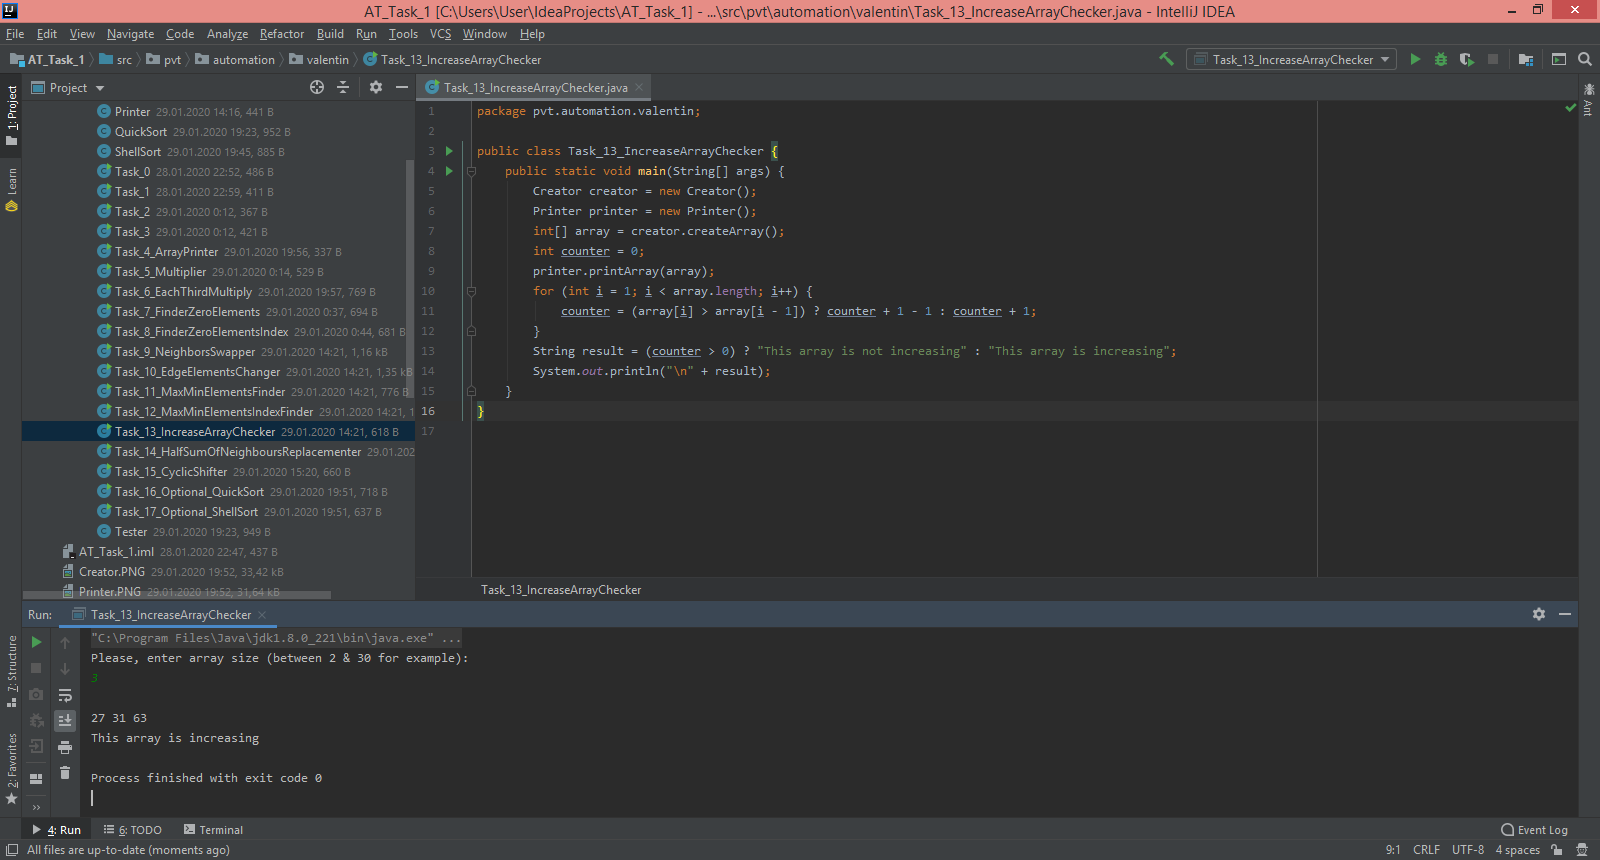 AT_Task_1 [C:\Users\User\IdeaProjects\AT_Task_1] - ...\src\pvt\automation\valentin\Task_13_IncreaseArrayChecker.java - IntelliJ IDEA
File Edit View Navigate Code Analyze Refactor Build Run Tools VCS Window Help
AT_Task_1 src pvt automation valentin Task_13_IncreaseArrayChecker
Task_13_IncreaseArrayChecker
1: Project
Learn
7: Structure
2: Favorites
Ant
Project
Printer 29.01.2020 14:16, 441 B
QuickSort 29.01.2020 19:23, 952 B
ShellSort 29.01.2020 19:45, 885 B
Task_0 28.01.2020 22:52, 486 B
Task_1 28.01.2020 22:59, 411 B
Task_2 29.01.2020 0:12, 367 B
Task_3 29.01.2020 0:12, 421 B
Task_4_ArrayPrinter 29.01.2020 19:56, 337 B
Task_5_Multiplier 29.01.2020 0:14, 529 B
Task_6_EachThirdMultiply 29.01.2020 19:57, 769 B
Task_7_FinderZeroElements 29.01.2020 0:37, 694 B
Task_8_FinderZeroElementsIndex 29.01.2020 0:44, 681 B
Task_9_NeighborsSwapper 29.01.2020 14:21, 1,16 kB
Task_10_EdgeElementsChanger 29.01.2020 14:21, 1,35 kB
Task_11_MaxMinElementsFinder 29.01.2020 14:21, 776 B
Task_12_MaxMinElementsIndexFinder 29.01.2020 14:21, 1
Task_13_IncreaseArrayChecker 29.01.2020 14:21, 618 B
Task_14_HalfSumOfNeighboursReplacementer 29.01.202
Task_15_CyclicShifter 29.01.2020 15:20, 660 B
Task_16_Optional_QuickSort 29.01.2020 19:51, 718 B
Task_17_Optional_ShellSort 29.01.2020 19:51, 637 B
Tester 29.01.2020 19:23, 949 B
AT_Task_1.iml 28.01.2020 22:47, 437 B
Creator.PNG 29.01.2020 19:52, 33,42 kB
Printer.PNG 29.01.2020 19:52, 31,64 kB
Task_13_IncreaseArrayChecker.java
1 package pvt.automation.valentin;
2
3 public class Task_13_IncreaseArrayChecker {
4 public static void main(String[] args) {
5 Creator creator = new Creator();
6 Printer printer = new Printer();
7 int[] array = creator.createArray();
8 int counter = 0;
9 printer.printArray(array);
10 for (int i = 1; i < array.length; i++) {
11 counter = (array[i] > array[i - 1]) ? counter + 1 - 1 : counter + 1;
12 }
13 String result = (counter > 0) ? "This array is not increasing" : "This array is increasing";
14 System.out.println("\n" + result);
15 }
16 }
17
Task_13_IncreaseArrayChecker
Run: Task_13_IncreaseArrayChecker
"C:\Program Files\Java\jdk1.8.0_221\bin\java.exe" ...
Please, enter array size (between 2 & 30 for example):
3
27 31 63
This array is increasing
Process finished with exit code 0
4: Run 6: TODO Terminal Event Log
All files are up-to-date (moments ago) 9:1 CRLF UTF-8 4 spaces